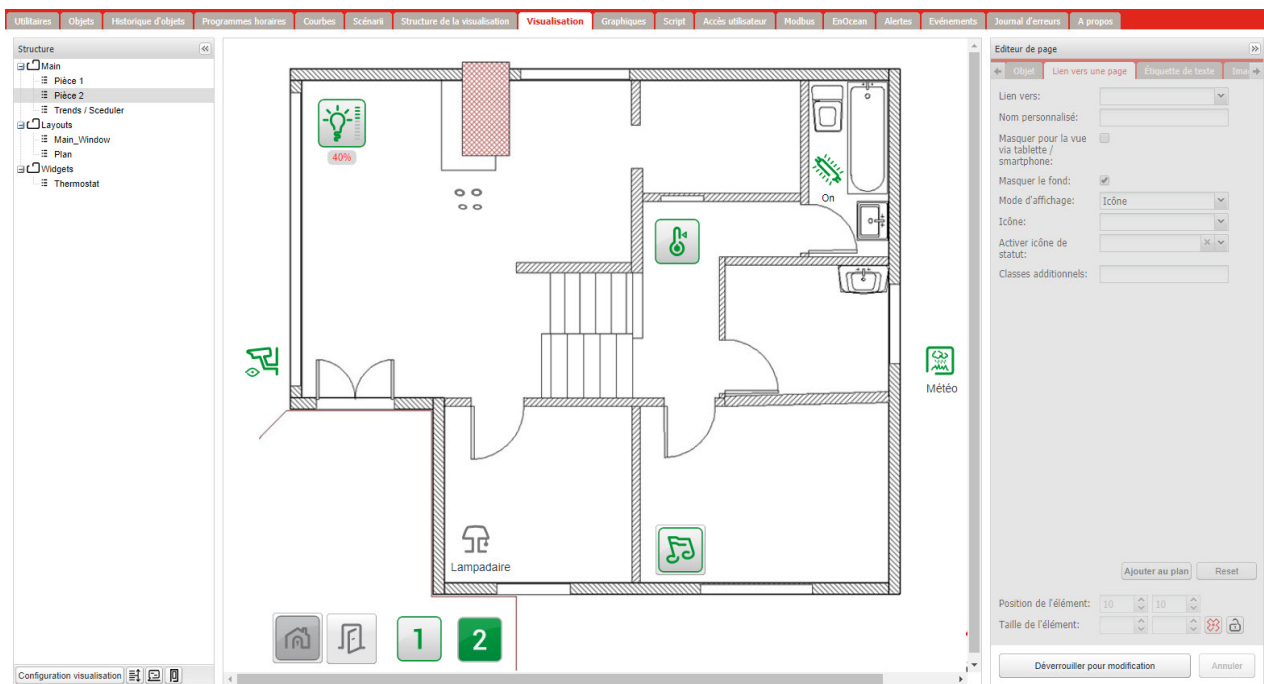 Utilitaires Objets Historique d'objets Programmes horaires Courbes Scénarii Structure de la visualisation Visualisation Graphiques Script Accès utilisateur Modbus EnOcean Alertes Evénements Journal d'erreurs A propos
Structure
Main
Pièce 1
Pièce 2
Trends / Sceduler
Layouts
Main_Window
Plan
Widgets
Thermostat
Configuration visualisation
40%
On
Météo
Lampadaire
1 2
Editeur de page
Objet Lien vers une page Étiquette de texte Ima
Lien vers:
Nom personnalisé:
Masquer pour la vue
via tablette /
smartphone:
Masquer le fond:
Mode d'affichage: Icône
Icône:
Activer icône de
statut:
Classes additionnels:
Ajouter au plan Reset
Position de l'élément: 10 10
Taille de l'élément:
Déverrouiller pour modification Annuler